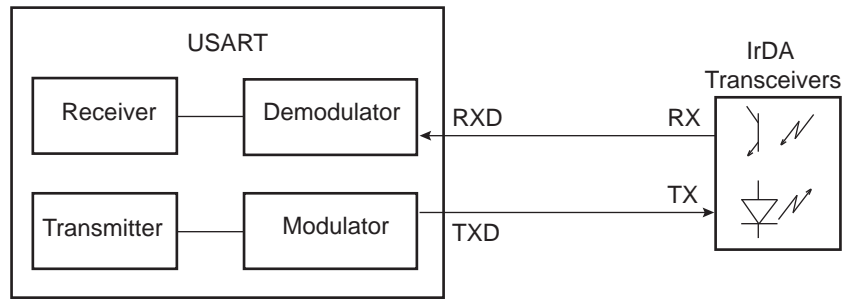 USART
IrDA
Transceivers
Receiver
Demodulator
RXD
RX
Transmitter
Modulator
TXD
TX